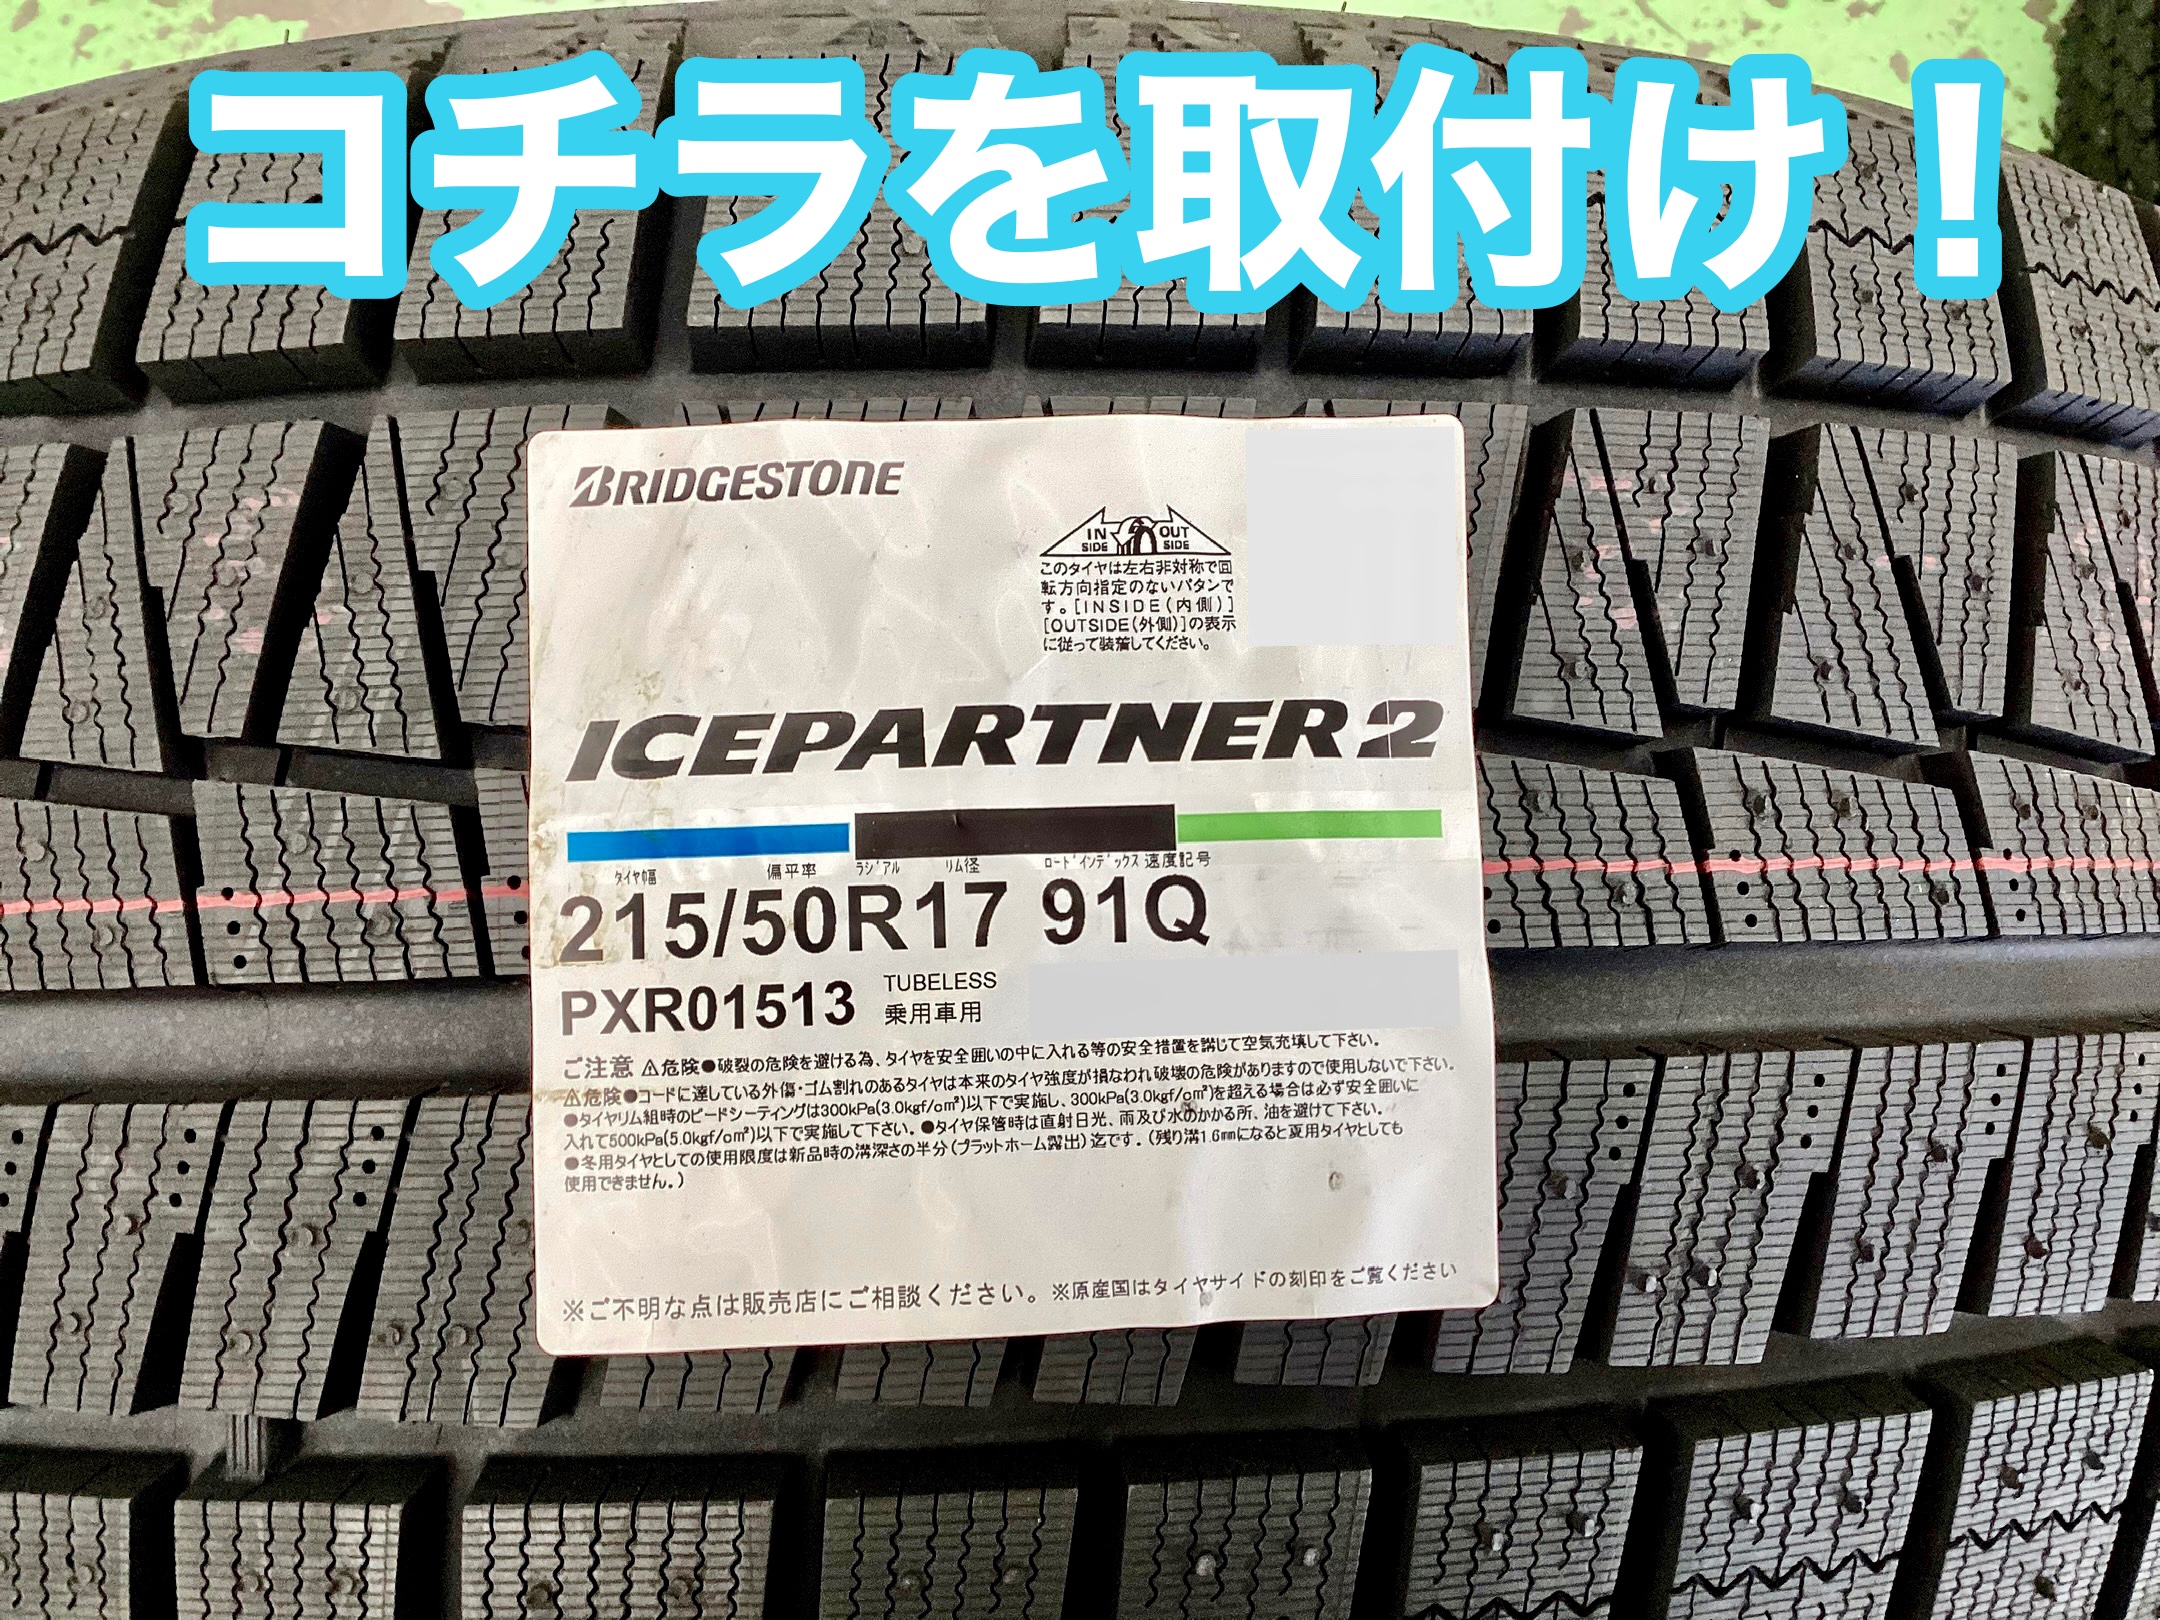 コチラを取付け！
BRIDGESTONE
IN SIDE OUT SIDE
このタイヤは左右非対称で回
転方向指定のないパタンで
す。[INSIDE(内側)]
[OUTSIDE(外側)]の表示
に従って装着してください。
ICEPARTNER2
タイヤ幅 偏平率 ラジアル リム径 ロードインデックス 速度記号
215/50R17 91Q
PXR01513 TUBELESS
乗用車用
ご注意 ⚠危険●破裂の危険を避ける為、タイヤを安全囲いの中に入れる等の安全措置を講じて空気充填して下さい。
⚠危険●コードに達している外傷・ゴム割れのあるタイヤは本来のタイヤ強度が損なわれ破壊の危険がありますので使用しないで下さい。
●タイヤリム組時のビードシーティングは300kPa(3.0kgf/c㎡)以下で実施し、300kPa(3.0kgf/c㎡)を超える場合は必ず安全囲いに
入れて500kPa(5.0kgf/c㎡)以下で実施して下さい。●タイヤ保管時は直射日光、雨及び水のかかる所、油を避けて下さい。
●冬用タイヤとしての使用限度は新品時の溝深さの半分(プラットホーム露出)迄です。(残り溝1.6㎜になると夏用タイヤとしても
使用できません。)
※ご不明な点は販売店にご相談ください。※原産国はタイヤサイドの刻印をご覧ください